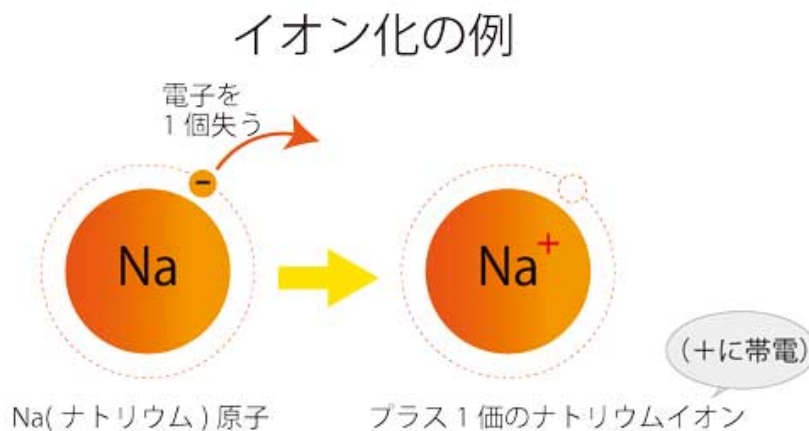 イオン化の例
電子を
1個失う
−
Na
Na+
(+に帯電)
Na(ナトリウム)原子
プラス1価のナトリウムイオン